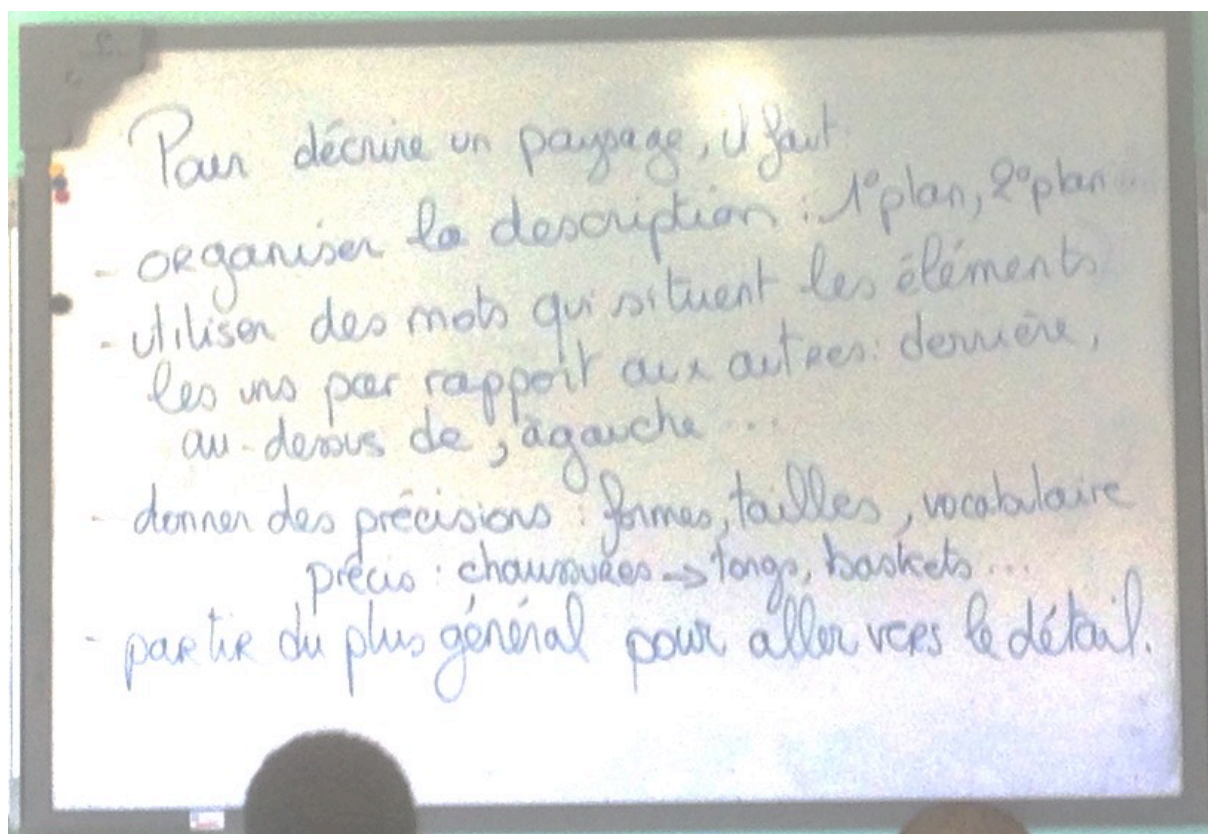 Pour décrire un paysage, il faut
- organiser la description : 1° plan, 2° plan...
- utiliser des mots qui situent les éléments
les uns par rapport aux autres : derrière,
au-dessus de, à gauche ...
- donner des précisions : formes, tailles, vocabulaire
précis : chaussures → tongs, baskets ...
- partir du plus général pour aller vers le détail.